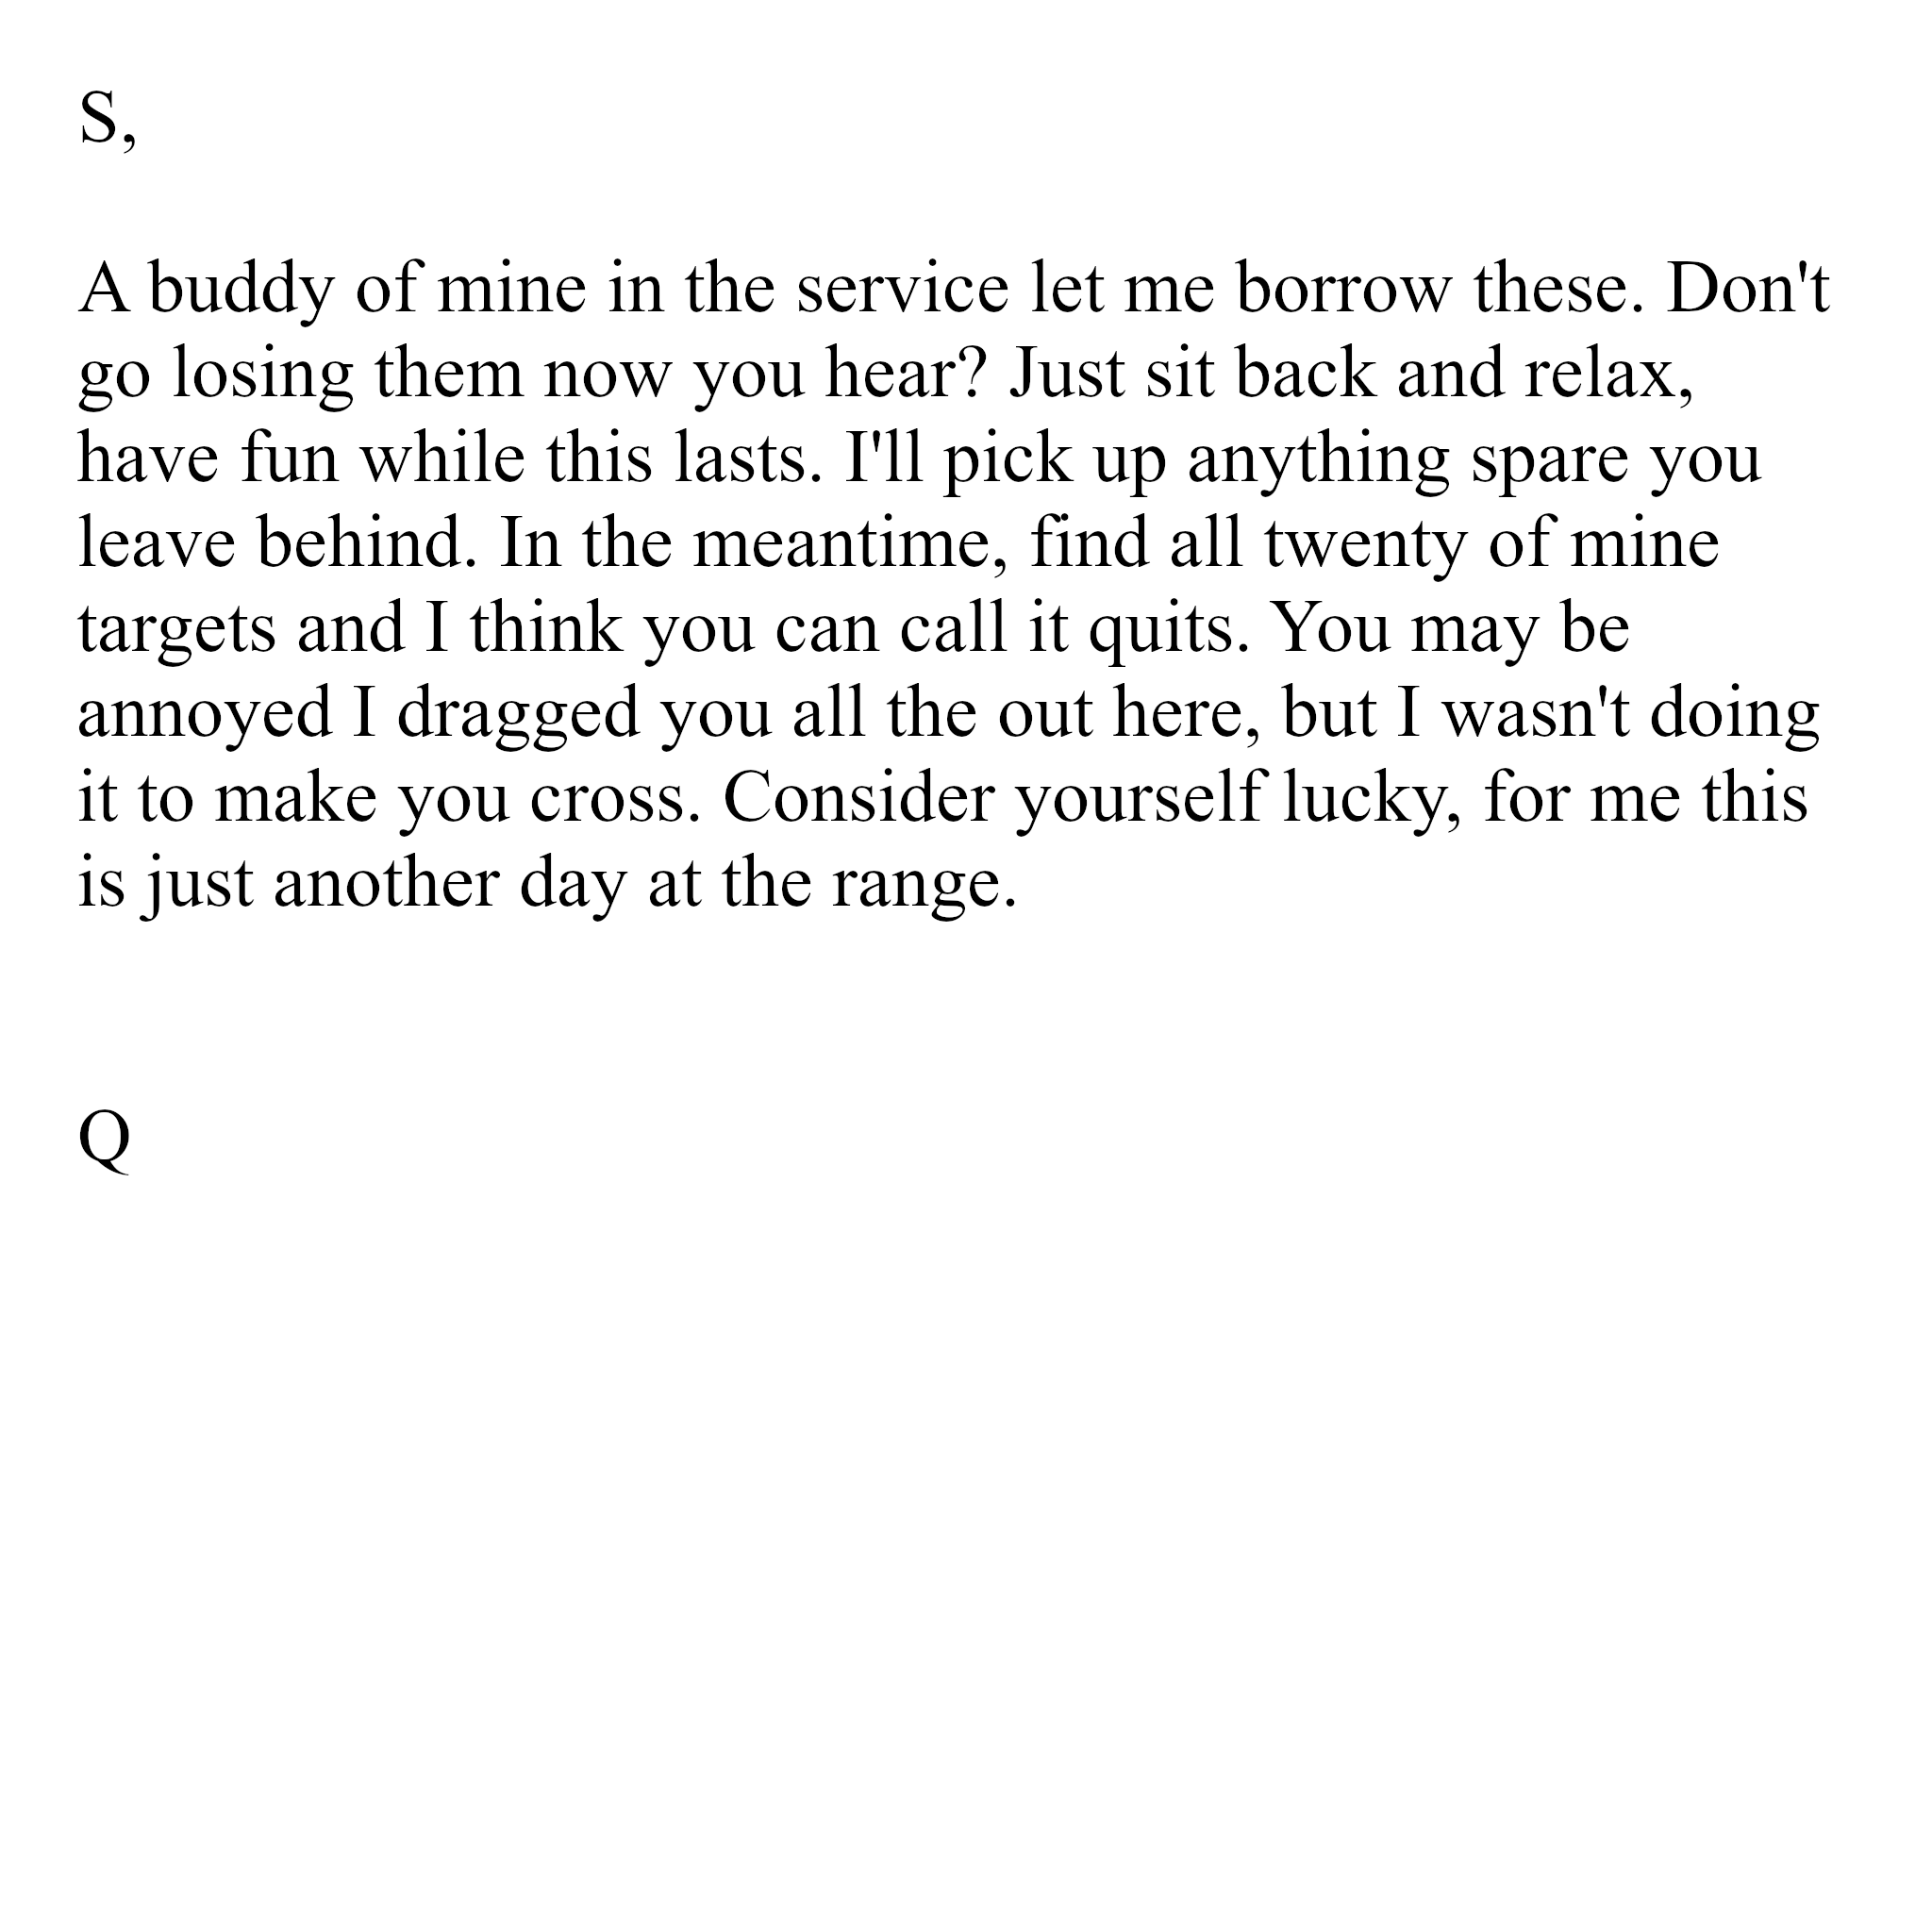 S,
A buddy of mine in the service let me borrow these. Don't
go losing them now you hear? Just sit back and relax,
have fun while this lasts. I'll pick up anything spare you
leave behind. In the meantime, find all twenty of mine
targets and I think you can call it quits. You may be
annoyed I dragged you all the out here, but I wasn't doing
it to make you cross. Consider yourself lucky, for me this
is just another day at the range.
Q